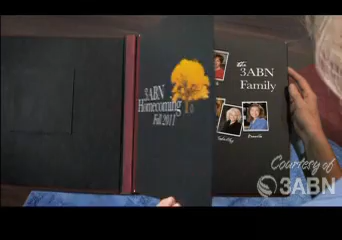 3ABN
Homecoming
Fall 2011
the
3ABN
Family
Courtesy of
3ABN